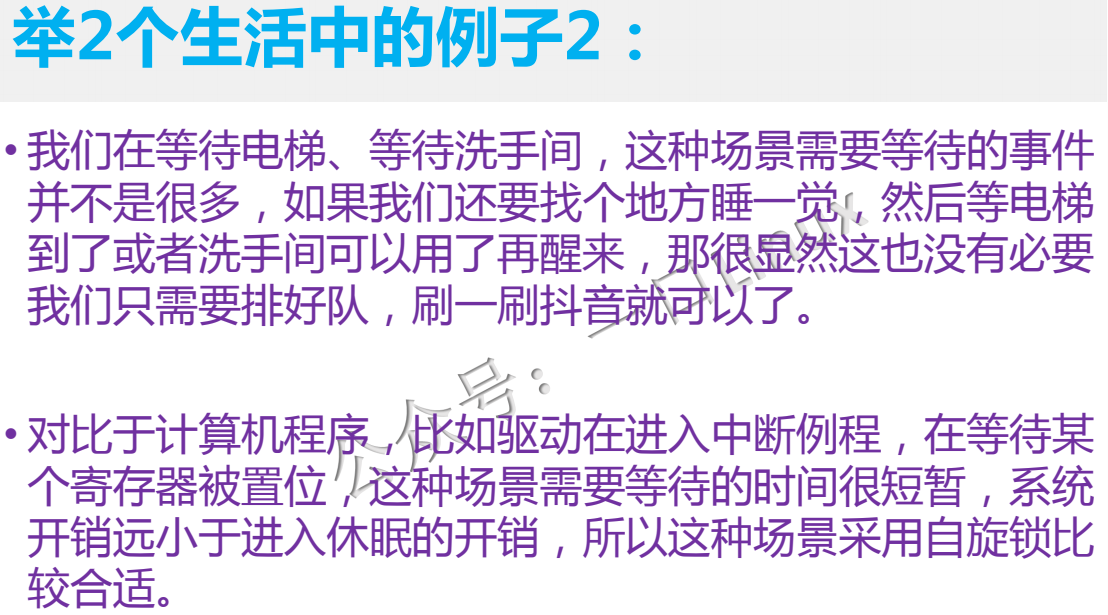 举2个生活中的例子2：
•我们在等待电梯、等待洗手间，这种场景需要等待的事件
并不是很多，如果我们还要找个地方睡一觉，然后等电梯
到了或者洗手间可以用了再醒来，那很显然这也没有必要
我们只需要排好队，刷一刷抖音就可以了。
公众号：一口Linux
•对比于计算机程序，比如驱动在进入中断例程，在等待某
个寄存器被置位，这种场景需要等待的时间很短暂，系统
开销远小于进入休眠的开销，所以这种场景采用自旋锁比
较合适。